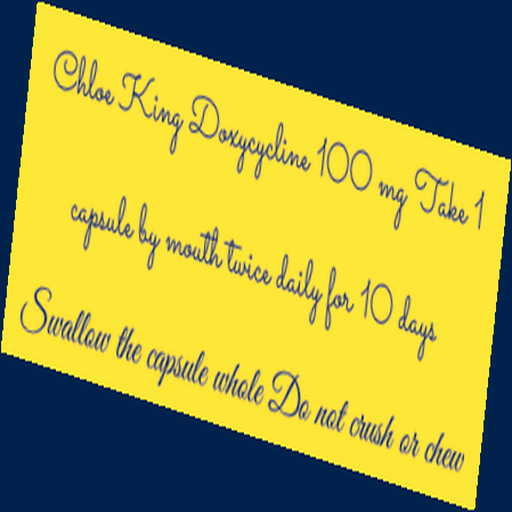 Chloe King Doxycycline 100 mg Take 1
capsule by mouth twice daily for 10 days
Swallow the capsule whole Do not crush or chew